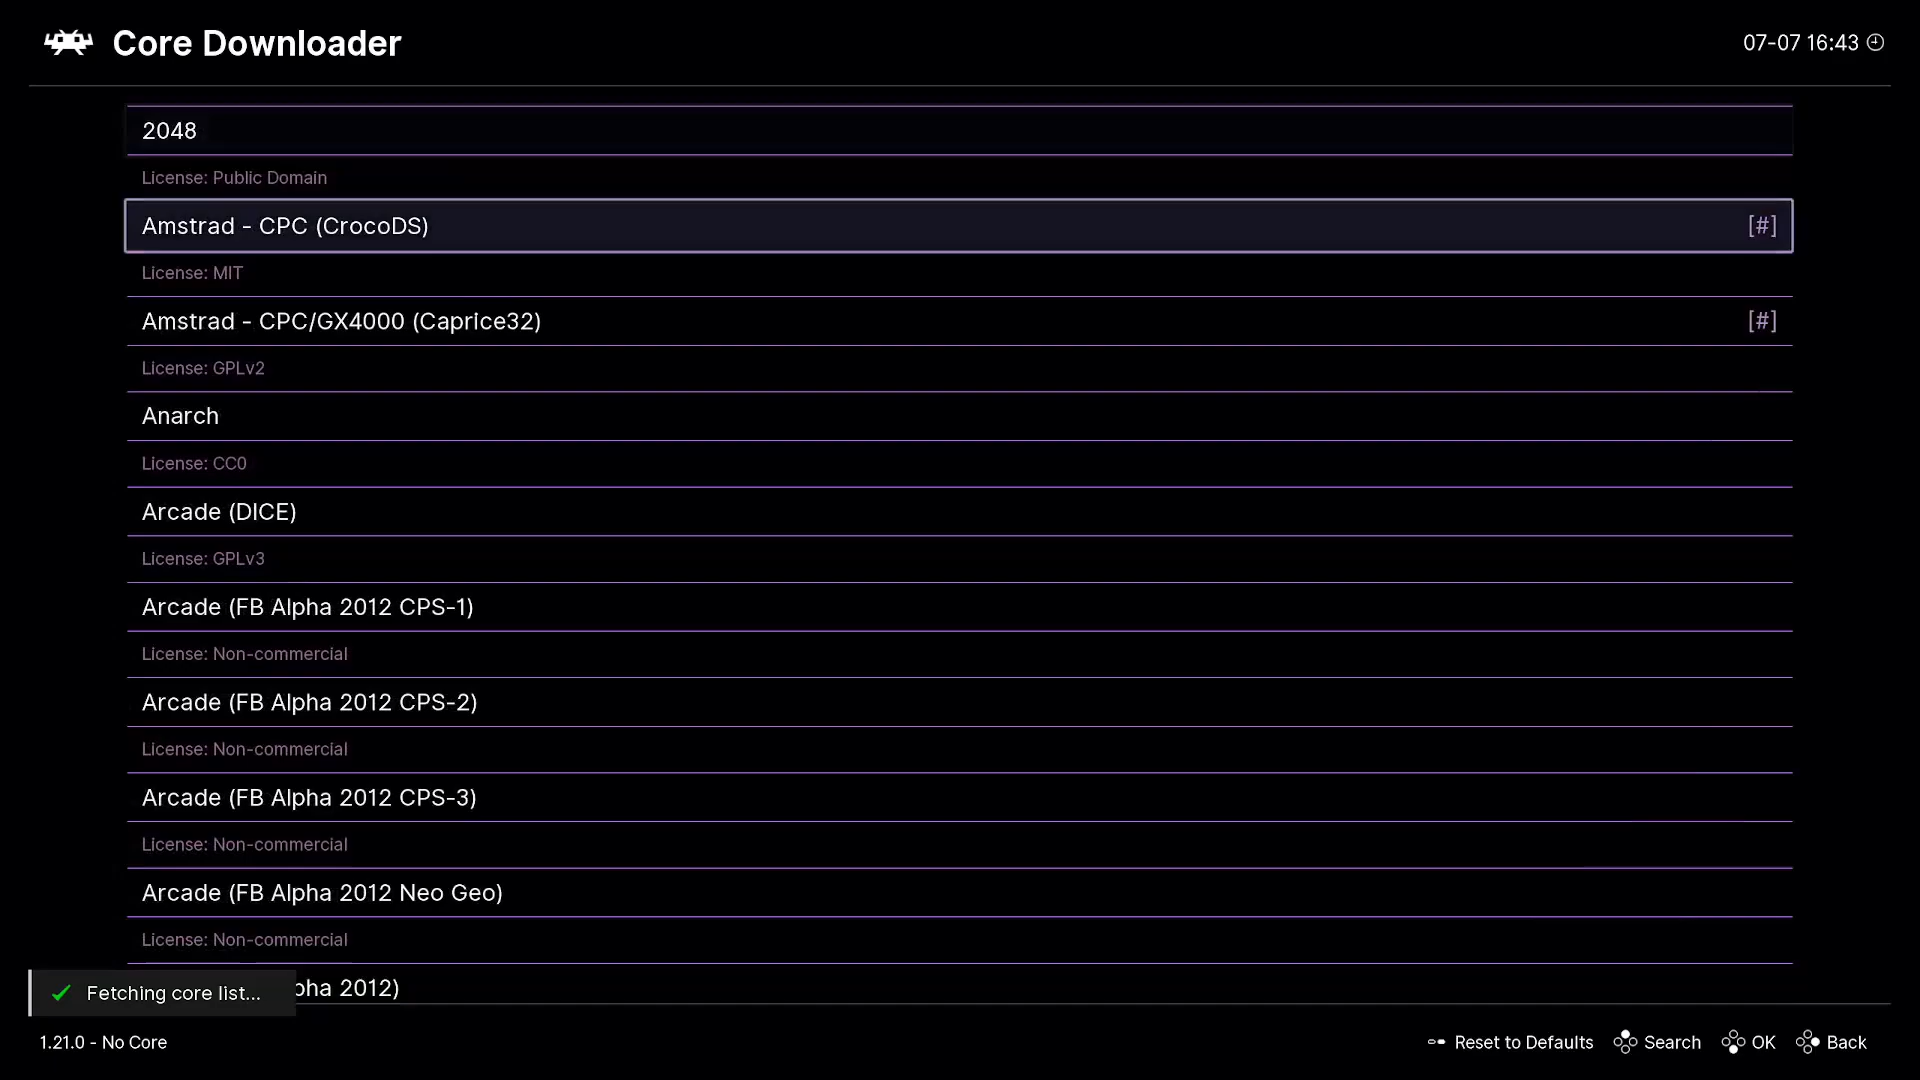 Core Downloader
07-07 16:43
2048
License: Public Domain
Amstrad - CPC (CrocoDS) [#]
License: MIT
Amstrad - CPC/GX4000 (Caprice32) [#]
License: GPLv2
Anarch
License: CC0
Arcade (DICE)
License: GPLv3
Arcade (FB Alpha 2012 CPS-1)
License: Non-commercial
Arcade (FB Alpha 2012 CPS-2)
License: Non-commercial
Arcade (FB Alpha 2012 CPS-3)
License: Non-commercial
Arcade (FB Alpha 2012 Neo Geo)
License: Non-commercial
Fetching core list... pha 2012)
1.21.0 - No Core
Reset to Defaults Search OK Back